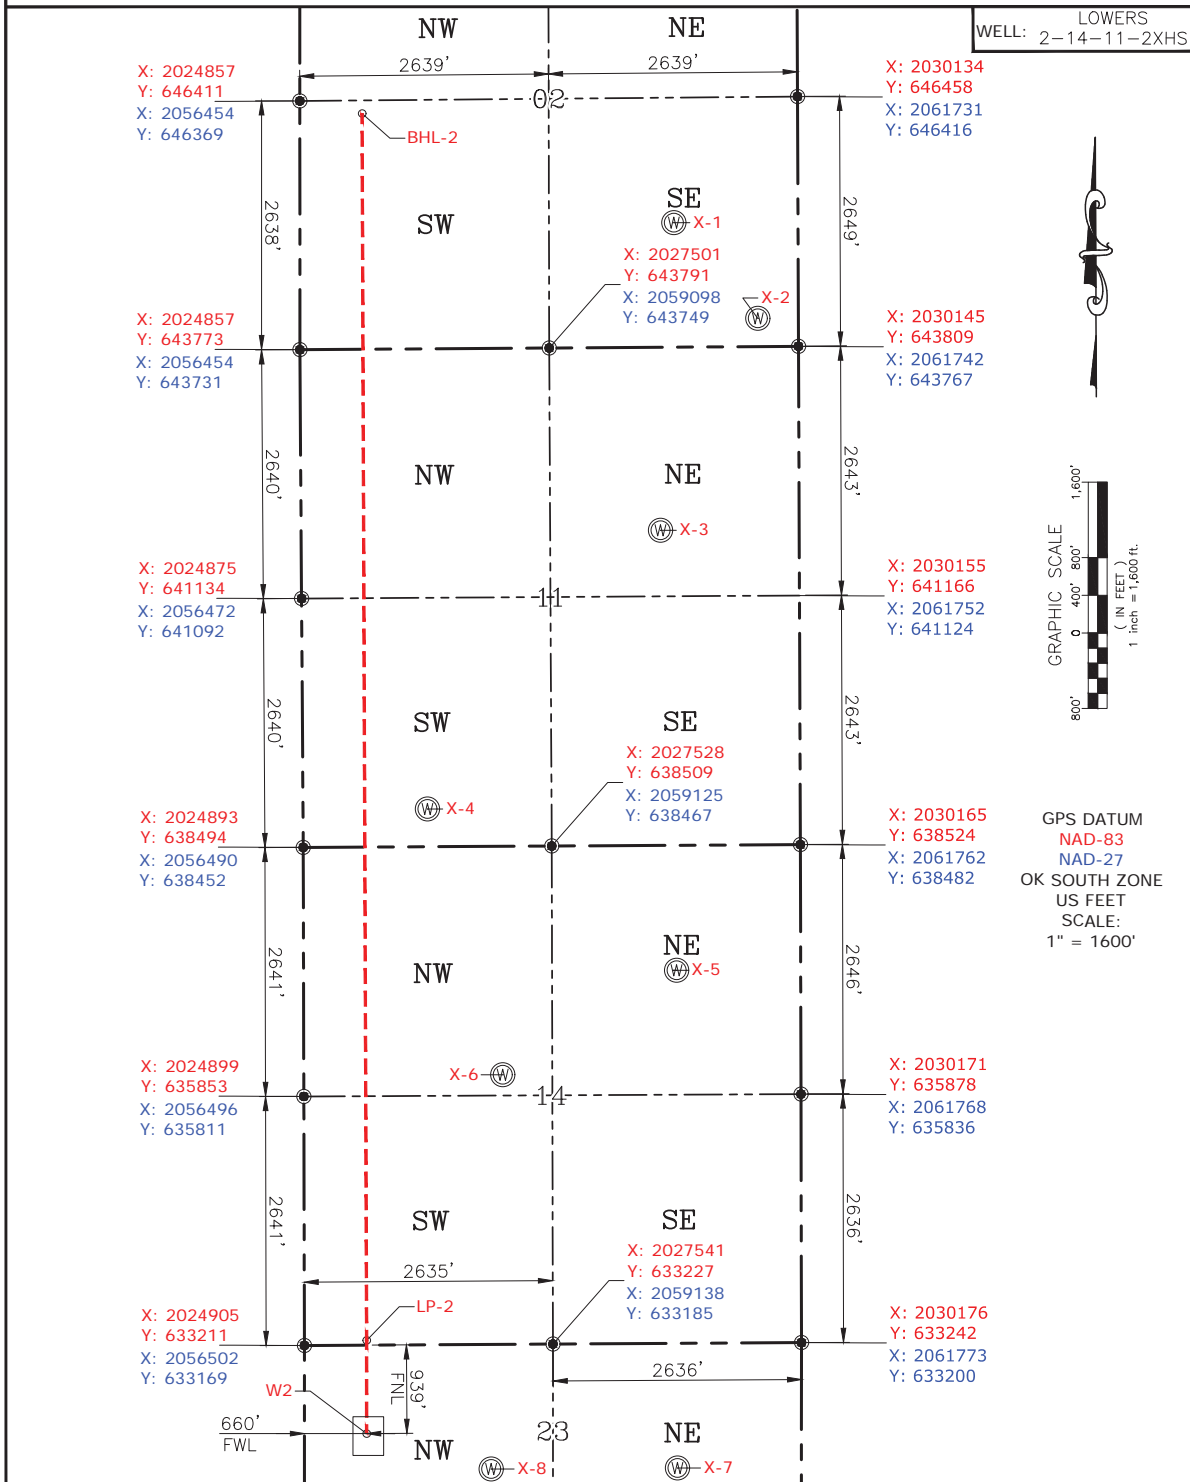 WELL: LOWERS
2-14-11-2XHS
NW
NE
2639'
2639'
X: 2024857
Y: 646411
X: 2056454
Y: 646369
X: 2030134
Y: 646458
X: 2061731
Y: 646416
02
BHL-2
2638'
2649'
SW
SE
X-1
X: 2027501
Y: 643791
X: 2059098
Y: 643749
X-2
X: 2024857
Y: 643773
X: 2056454
Y: 643731
X: 2030145
Y: 643809
X: 2061742
Y: 643767
2640'
2643'
NW
NE
X-3
X: 2024875
Y: 641134
X: 2056472
Y: 641092
11
X: 2030155
Y: 641166
X: 2061752
Y: 641124
GRAPHIC SCALE
800' 0 400' 800' 1,600'
( IN FEET )
1 inch = 1,600 ft.
2640'
2643'
SW
SE
X: 2027528
Y: 638509
X: 2059125
Y: 638467
X-4
X: 2024893
Y: 638494
X: 2056490
Y: 638452
X: 2030165
Y: 638524
X: 2061762
Y: 638482
GPS DATUM
NAD-83
NAD-27
OK SOUTH ZONE
US FEET
SCALE:
1" = 1600'
2641'
2646'
NW
NE
X-5
X-6
X: 2024899
Y: 635853
X: 2056496
Y: 635811
14
X: 2030171
Y: 635878
X: 2061768
Y: 635836
2641'
2636'
SW
SE
X: 2027541
Y: 633227
X: 2059138
Y: 633185
2635'
LP-2
X: 2024905
Y: 633211
X: 2056502
Y: 633169
X: 2030176
Y: 633242
X: 2061773
Y: 633200
939'
FNL
2636'
W2
660'
FWL
NW
23
NE
X-8
X-7
W
W
W
W
W
W
W
W